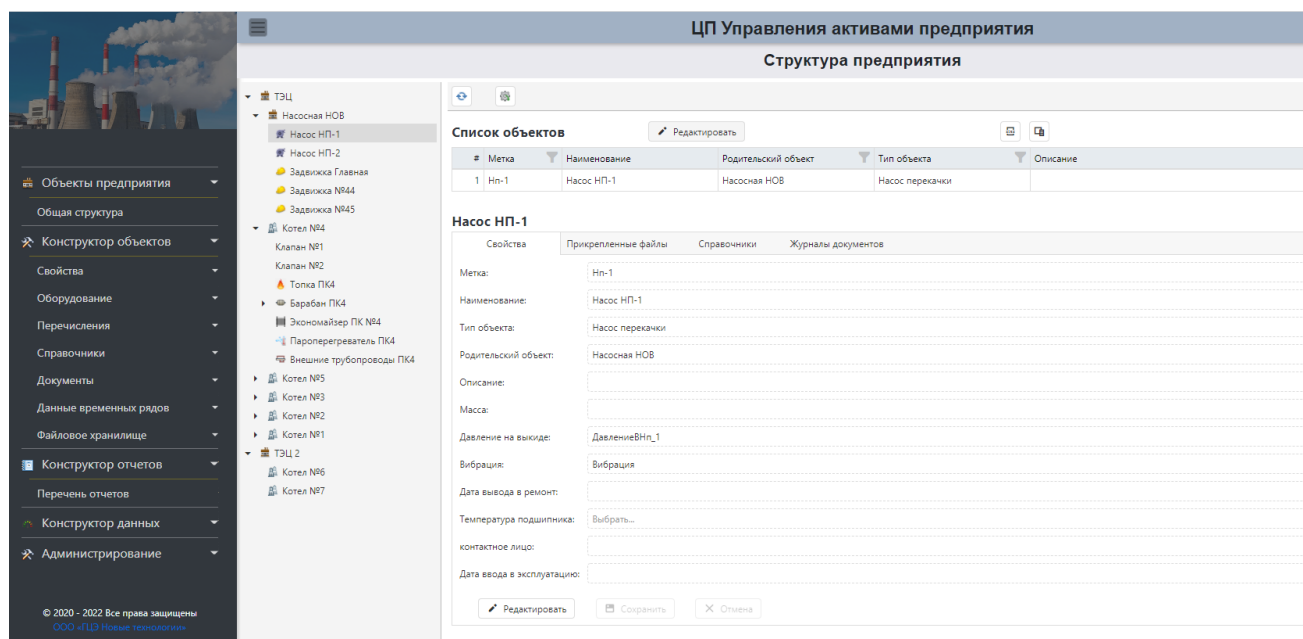 ЦП Управления активами предприятия
Структура предприятия
Объекты предприятия
Общая структура
Конструктор объектов
Свойства
Оборудование
Перечисления
Справочники
Документы
Данные временных рядов
Файловое хранилище
Конструктор отчетов
Перечень отчетов
Конструктор данных
Администрирование
© 2020 - 2022 Все права защищены
ООО «ГЦЭ Новые технологии»
ТЭЦ
Насосная НОВ
Насос НП-1
Насос НП-2
Задвижка Главная
Задвижка №44
Задвижка №45
Котел №4
Клапан №1
Клапан №2
Топка ПК4
Барабан ПК4
Экономайзер ПК №4
Пароперегреватель ПК4
Внешние трубопроводы ПК4
Котел №5
Котел №3
Котел №2
Котел №1
ТЭЦ 2
Котел №6
Котел №7
Список объектов Редактировать
# Метка Наименование Родительский объект Тип объекта Описание
1 Нп-1 Насос НП-1 Насосная НОВ Насос перекачки
Насос НП-1
Свойства Прикрепленные файлы Справочники Журналы документов
Метка: Нп-1
Наименование: Насос НП-1
Тип объекта: Насос перекачки
Родительский объект: Насосная НОВ
Описание:
Масса:
Давление на выкиде: ДавлениеВНп_1
Вибрация: Вибрация
Дата вывода в ремонт:
Температура подшипника: Выбрать...
контактное лицо:
Дата ввода в эксплуатацию:
Редактировать Сохранить Отмена